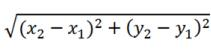 √(x₂ − x₁)² + (y₂ − y₁)²